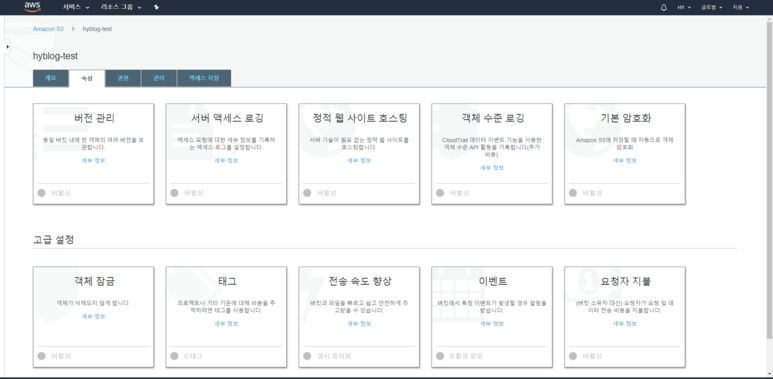 aws 서비스 리소스 그룹 HY 글로벌 지원
Amazon S3 > hyblog-test
hyblog-test
개요 속성 권한 관리 액세스 지점
버전 관리
동일 버킷 내에 한 객체의 여러 버전을 보
관합니다.
세부 정보
비활성
서버 액세스 로깅
액세스 요청에 대한 세부 정보를 기록하
는 액세스 로그를 설정합니다.
세부 정보
비활성
정적 웹 사이트 호스팅
서버 기술이 필요 없는 정적 웹 사이트를
호스팅합니다.
세부 정보
비활성
객체 수준 로깅
CloudTrail 데이터 이벤트 기능을 사용한
객체 수준 API 활동을 기록합니다(추가
비용).
세부 정보
비활성
기본 암호화
Amazon S3에 저장할 때 자동으로 객체
암호화
세부 정보
비활성
고급 설정
객체 잠금
객체가 삭제되지 않게 합니다.
세부 정보
비활성
태그
프로젝트나 기타 기준에 대해 비용을 추
적하려면 태그를 사용합니다.
세부 정보
0 태그
전송 속도 향상
버킷과 파일을 빠르고 쉽고 안전하게 주
고받을 수 있습니다.
세부 정보
일시 중지됨
이벤트
버킷에서 특정 이벤트가 발생할 경우 알림을
받습니다.
세부 정보
0 활성 알림
요청자 지불
(버킷 소유자 대신) 요청자가 요청 및 데
이터 전송 비용을 지불합니다.
세부 정보
비활성